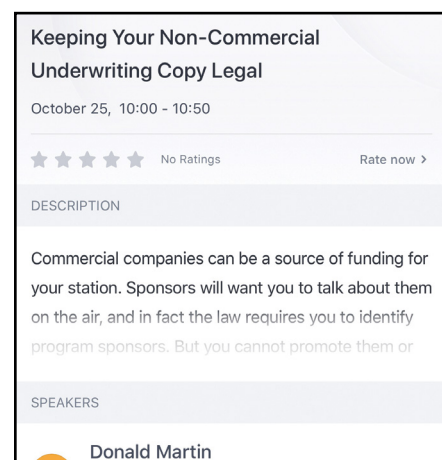 Keeping Your Non-Commercial
Underwriting Copy Legal
October 25, 10:00 - 10:50
No Ratings
Rate now >
DESCRIPTION
Commercial companies can be a source of funding for
your station. Sponsors will want you to talk about them
on the air, and in fact the law requires you to identify
program sponsors. But you cannot promote them or
SPEAKERS
Donald Martin